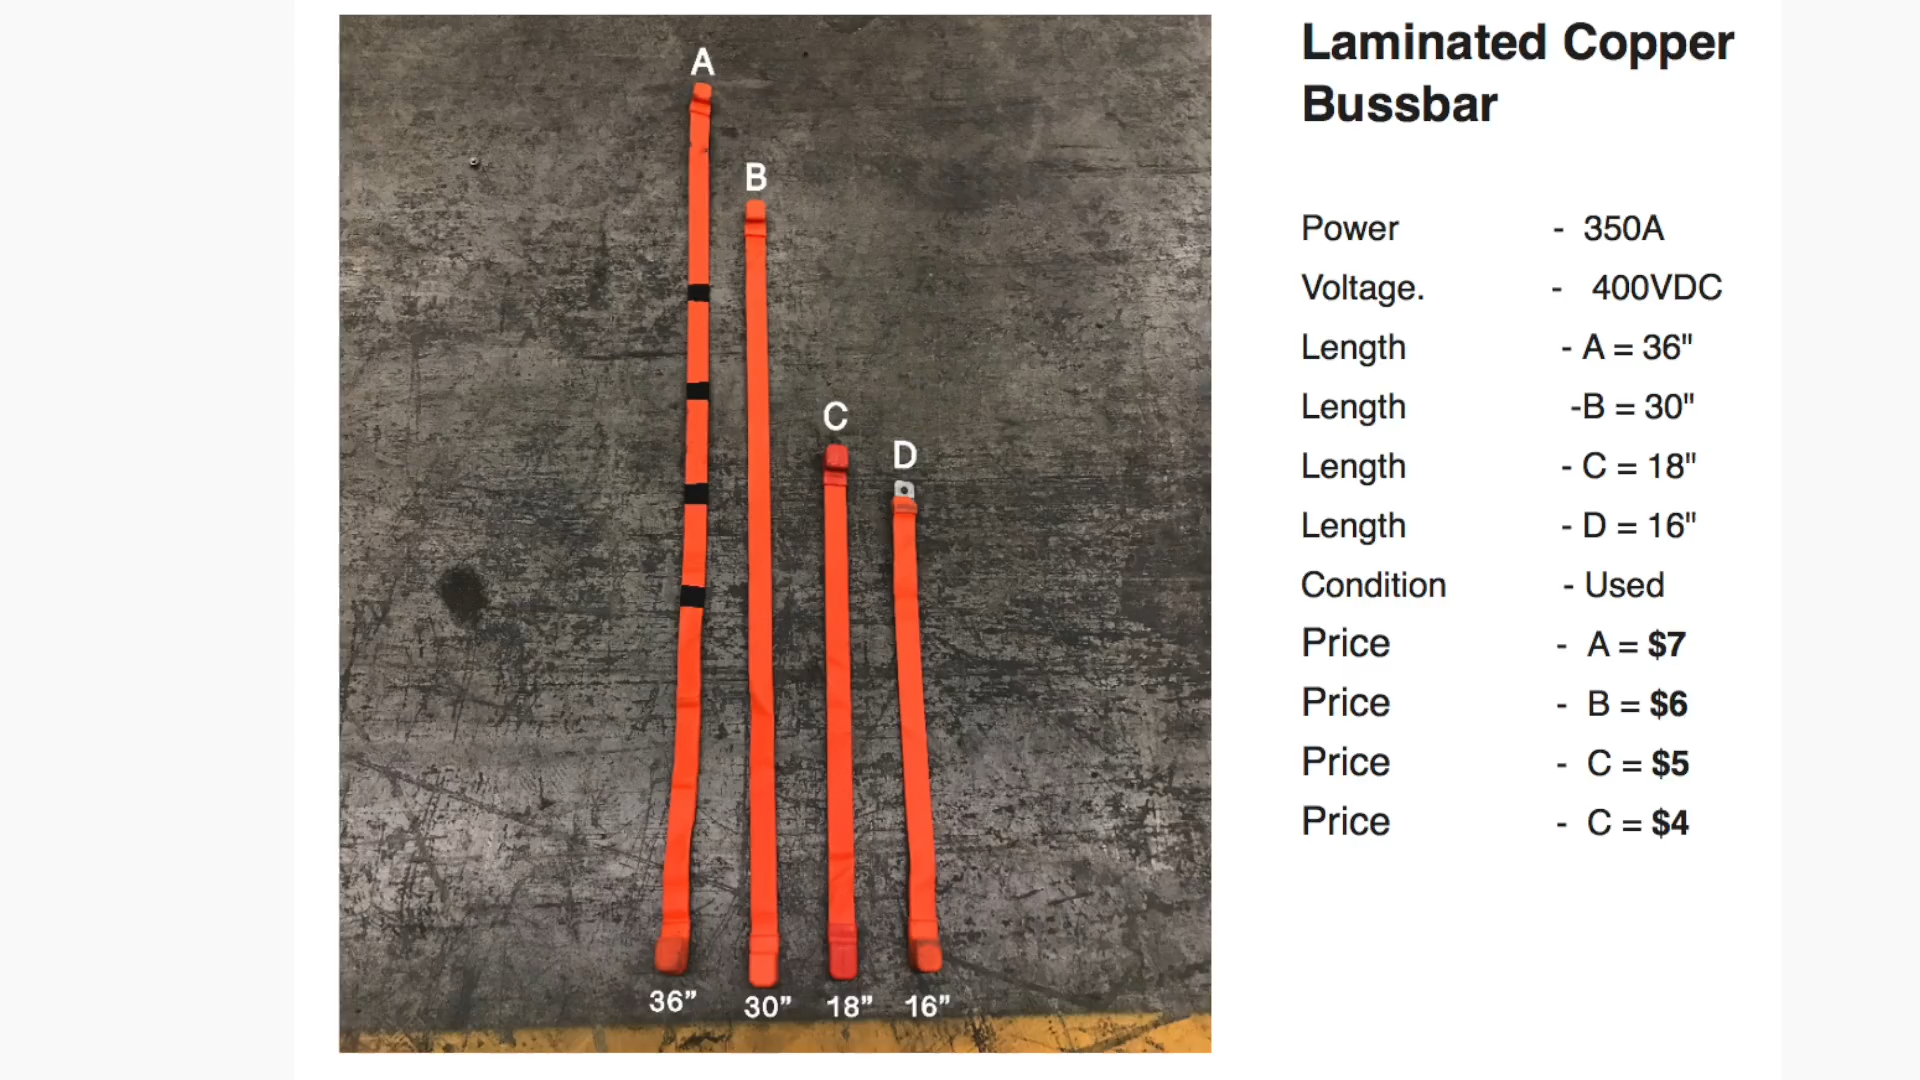 A
B
C
D
36”
30”
18”
16”
Laminated Copper
Bussbar
Power - 350A
Voltage. - 400VDC
Length - A = 36"
Length -B = 30"
Length - C = 18"
Length - D = 16"
Condition - Used
Price - A = $7
Price - B = $6
Price - C = $5
Price - C = $4